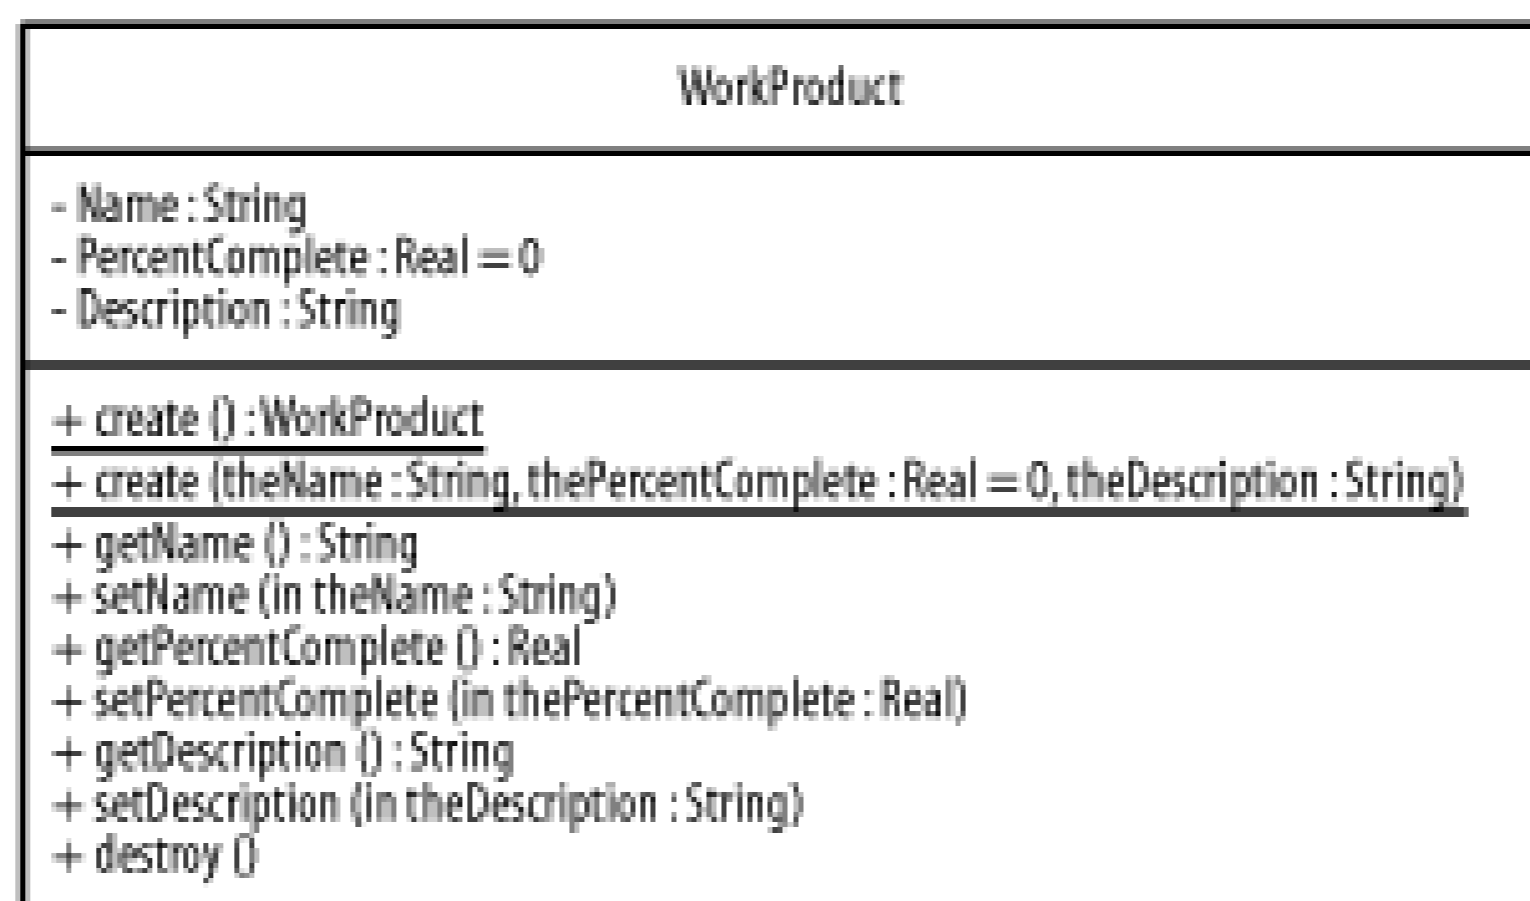 WorkProduct
- Name : String
- PercentComplete : Real = 0
- Description : String
+ create () : WorkProduct
+ create (theName : String, thePercentComplete : Real = 0, theDescription : String)
+ getName () : String
+ setName (in theName : String)
+ getPercentComplete () : Real
+ setPercentComplete (in thePercentComplete : Real)
+ getDescription () : String
+ setDescription (in theDescription : String)
+ destroy ()